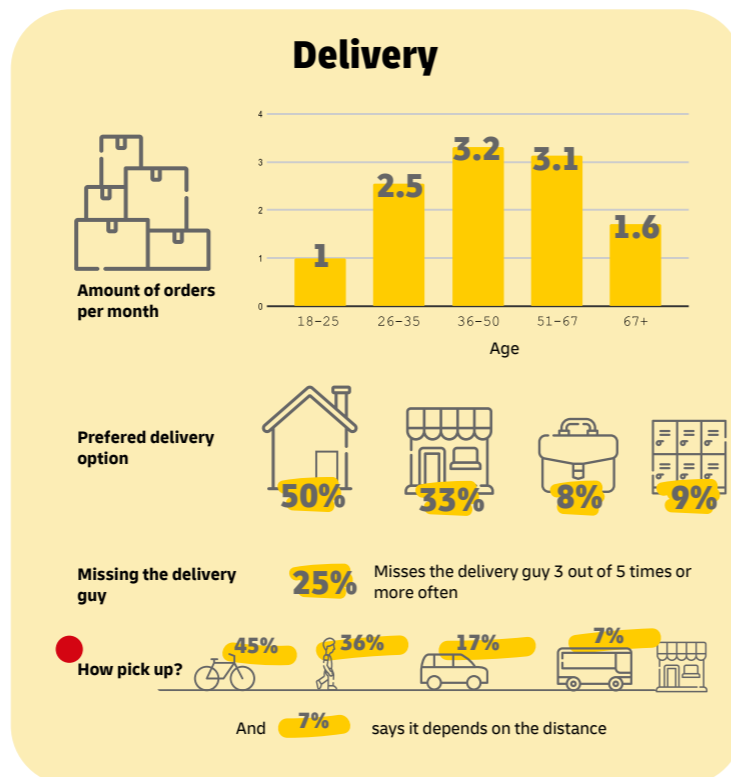 Delivery
4
3
2
1
0
1
2.5
3.2
3.1
1.6
18-25 26-35 36-50 51-67 67+
Age
Amount of orders
per month
Prefered delivery
option
50% 33% 8% 9%
Missing the delivery
guy
25%
Misses the delivery guy 3 out of 5 times or
more often
How pick up?
45% 36% 17% 7%
And 7% says it depends on the distance